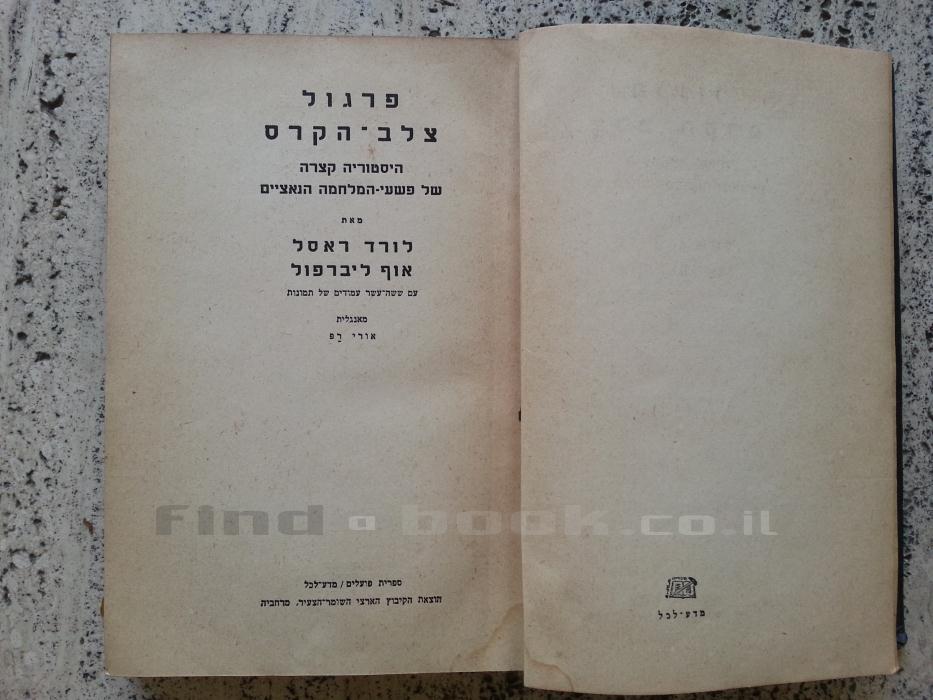 פרגול
צלב־הקרס
היסטוריה קצרה
של פשעי-המלחמה הנאציים
מאת
לורד ראסל
אוף ליברפול
עם ששה־עשר עמודים של תמונות
מאנגלית
אורי רַפּ
ספרית פועלים / מדע־לכל
הוצאת הקיבוץ הארצי השומר־הצעיר, מרחביה
מדע־לכל
Find a book.co.il